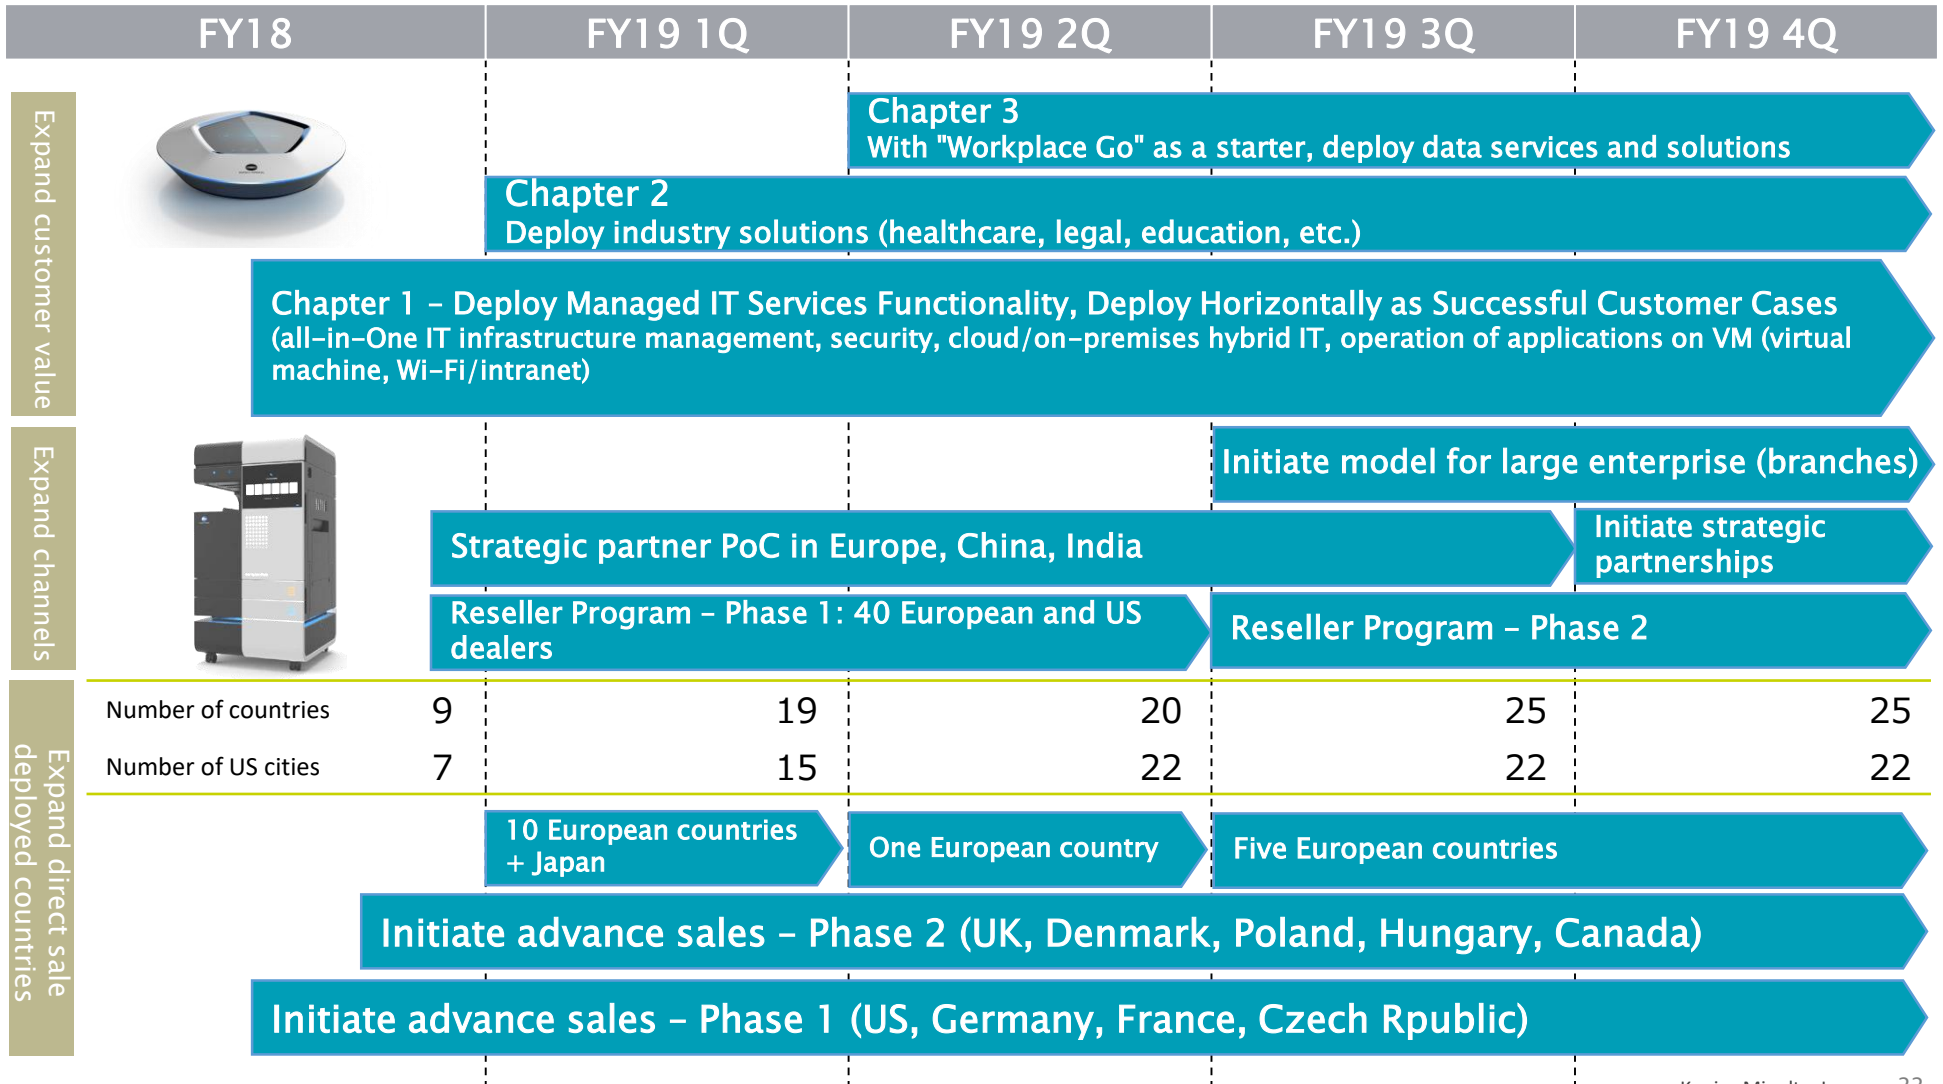 FY18
FY19 1Q
FY19 2Q
FY19 3Q
FY19 4Q
Expand customer value
Chapter 3
With "Workplace Go" as a starter, deploy data services and solutions
Chapter 2
Deploy industry solutions (healthcare, legal, education, etc.)
Chapter 1 – Deploy Managed IT Services Functionality, Deploy Horizontally as Successful Customer Cases
(all-in-One IT infrastructure management, security, cloud/on-premises hybrid IT, operation of applications on VM (virtual
machine, Wi-Fi/intranet)
Expand channels
Initiate model for large enterprise (branches)
Strategic partner PoC in Europe, China, India
Initiate strategic
partnerships
Reseller Program – Phase 1: 40 European and US
dealers
Reseller Program – Phase 2
Expand direct sale
deployed countries
Number of countries 9 19 20 25 25
Number of US cities 7 15 22 22 22
10 European countries
+ Japan
One European country
Five European countries
Initiate advance sales – Phase 2 (UK, Denmark, Poland, Hungary, Canada)
Initiate advance sales – Phase 1 (US, Germany, France, Czech Rpublic)